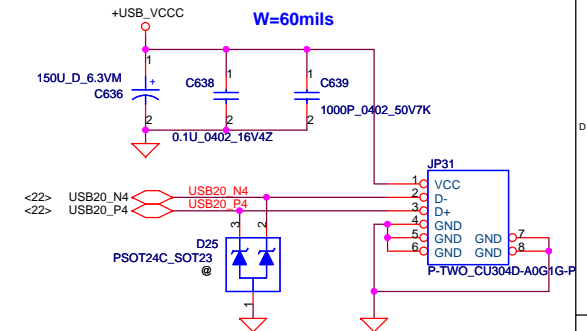 +USB_VCCC
W=60mils
1
1
1
150U_D_6.3VM
+
C638
C639
C636
1000P_0402_50V7K
2
2
2
0.1U_0402_16V4Z
D
JP31
1
VCC
<22> USB20_N4
USB20_N4
2
D-
<22> USB20_P4
USB20_P4
3
D+
4
GND
3
2
5
GND
GND
7
6
GND
GND
8
D25
PSOT24C_SOT23
@
P-TWO_CU304D-A0G1G-P
1